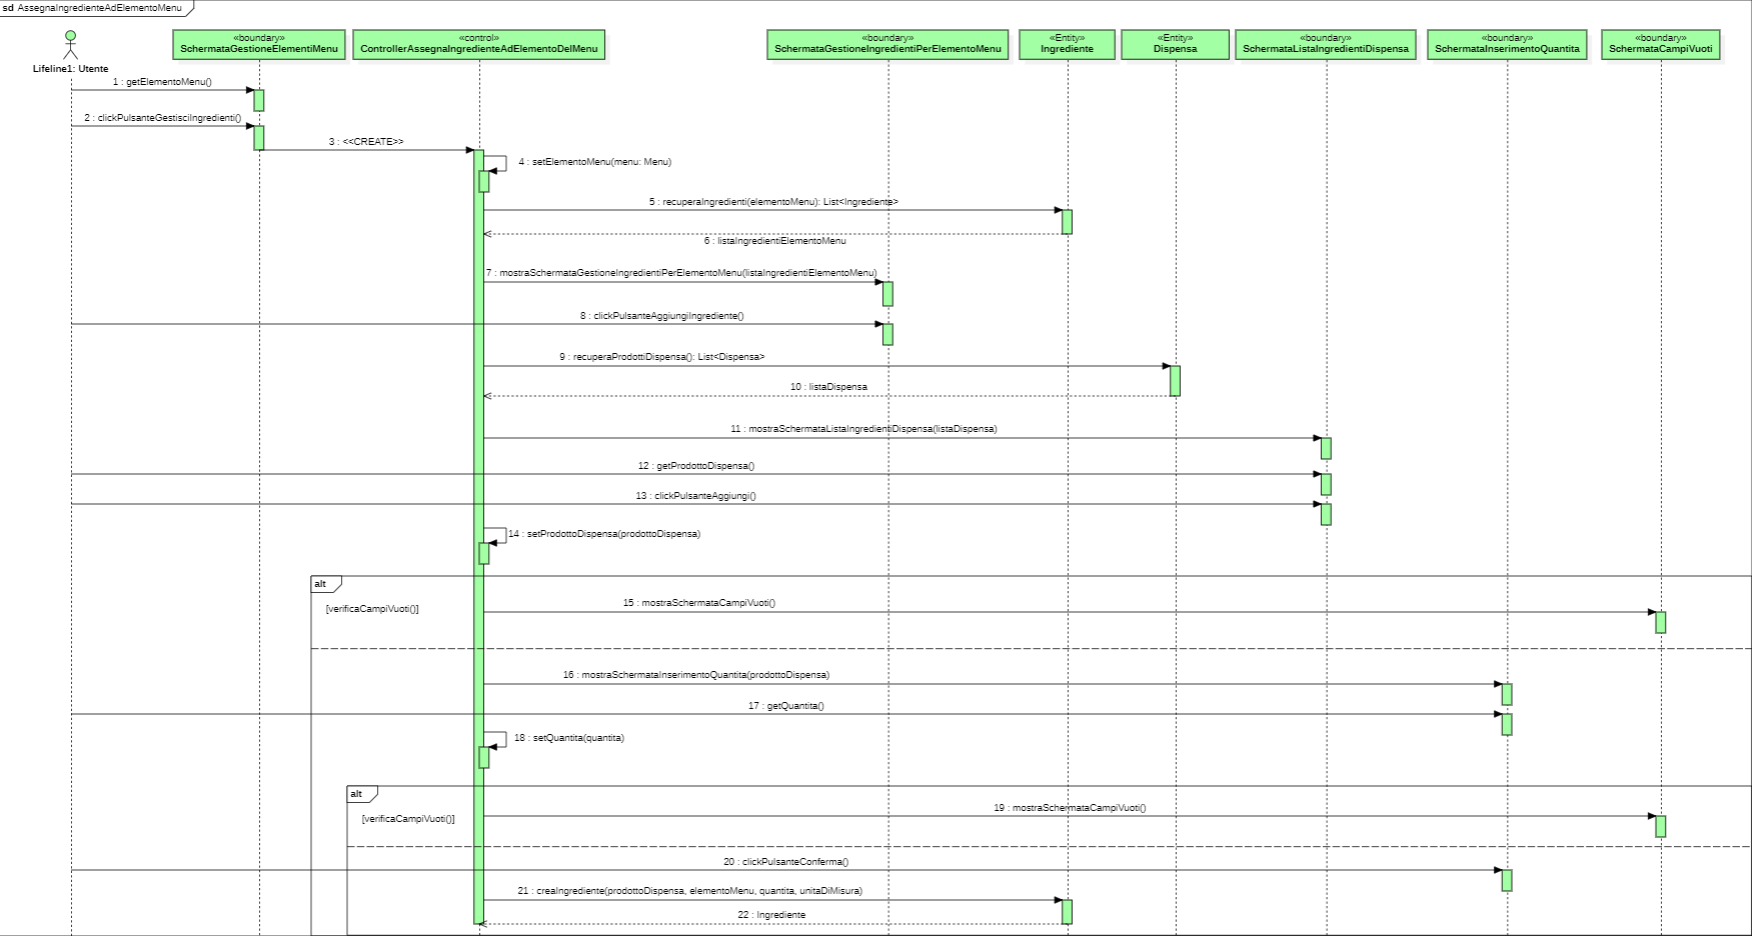 sd AssegnaIngredienteAdElementoMenu
Lifeline1: Utente
«boundary»
SchermataGestioneElementiMenu
«control»
ControllerAssegnaIngredienteAdElementoDelMenu
«boundary»
SchermataGestioneIngredientiPerElementoMenu
«Entity»
Ingrediente
«Entity»
Dispensa
«boundary»
SchermataListaIngredientiDispensa
«boundary»
SchermataInserimentoQuantita
«boundary»
SchermataCampiVuoti
1 : getElementoMenu()
2 : clickPulsanteGestisciIngredienti()
3 : <<CREATE>>
4 : setElementoMenu(menu: Menu)
5 : recuperaIngredienti(elementoMenu): List<Ingrediente>
6 : listaIngredientiElementoMenu
7 : mostraSchermataGestioneIngredientiPerElementoMenu(listaIngredientiElementoMenu)
8 : clickPulsanteAggiungiIngrediente()
9 : recuperaProdottiDispensa(): List<Dispensa>
10 : listaDispensa
11 : mostraSchermataListaIngredientiDispensa(listaDispensa)
12 : getProdottoDispensa()
13 : clickPulsanteAggiungi()
14 : setProdottoDispensa(prodottoDispensa)
alt
[verificaCampiVuoti()]
15 : mostraSchermataCampiVuoti()
16 : mostraSchermataInserimentoQuantita(prodottoDispensa)
17 : getQuantita()
18 : setQuantita(quantita)
alt
[verificaCampiVuoti()]
19 : mostraSchermataCampiVuoti()
20 : clickPulsanteConferma()
21 : creaIngrediente(prodottoDispensa, elementoMenu, quantita, unitaDiMisura)
22 : Ingrediente